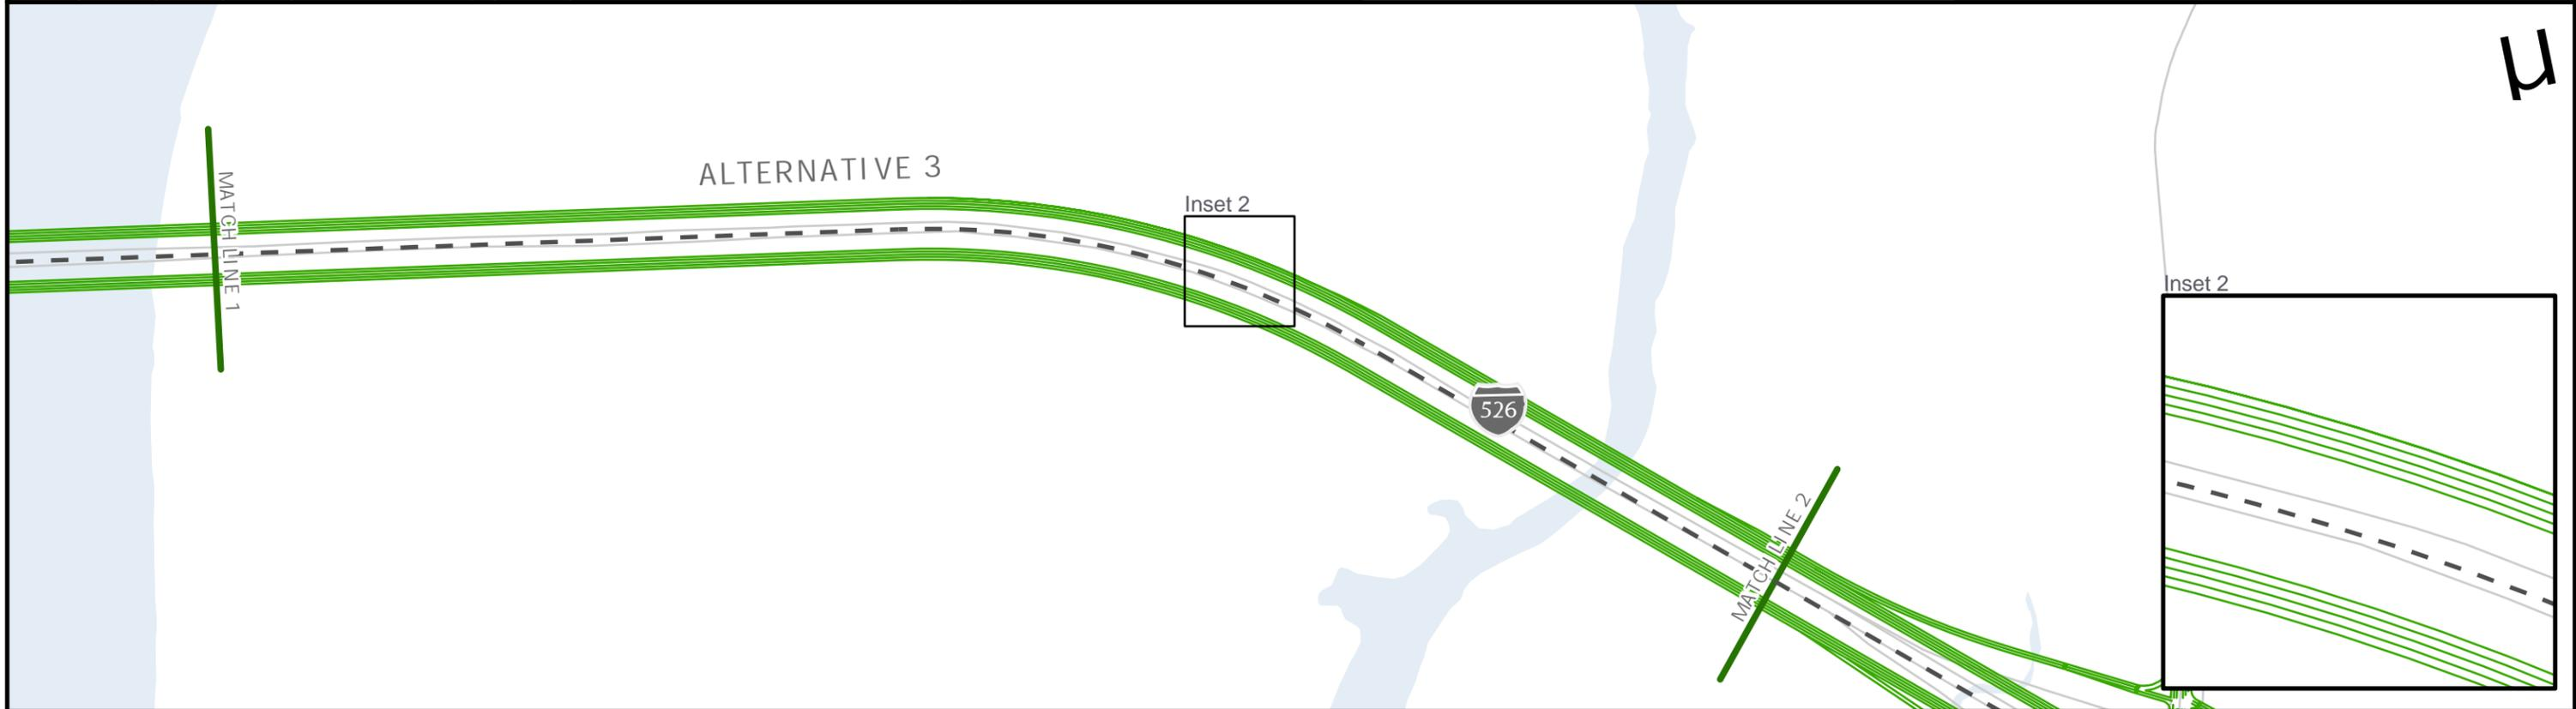 µ
MATCH LINE 1
ALTERNATIVE 3
Inset 2
Inset 2
526
MATCH LINE 2